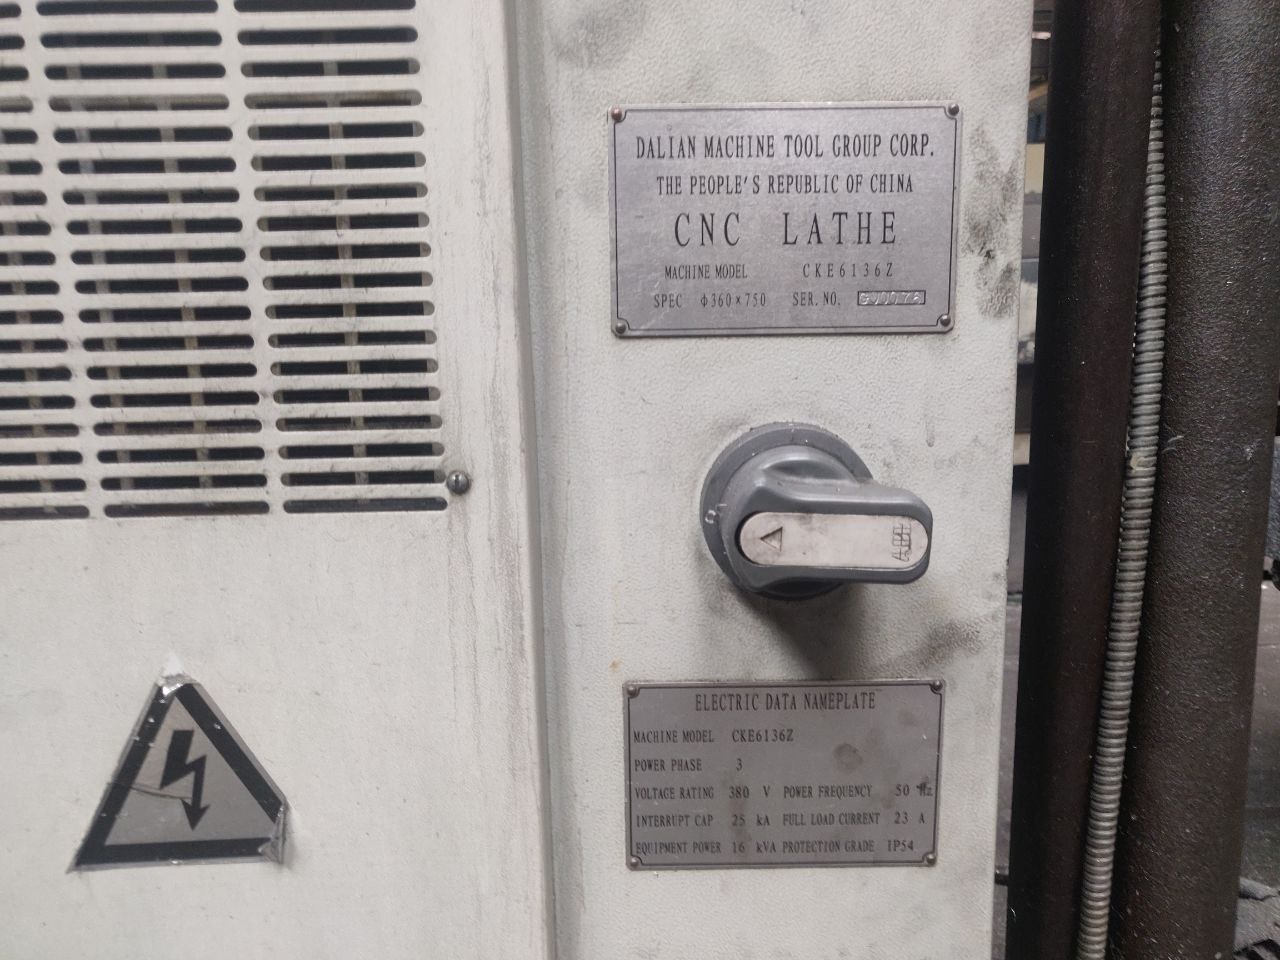 DALIAN MACHINE TOOL GROUP CORP.
THE PEOPLE'S REPUBLIC OF CHINA
CNC LATHE
MACHINE MODEL CKE6136Z
SPEC Φ360×750 SER. NO.
ELECTRIC DATA NAMEPLATE
MACHINE MODEL CKE6136Z
POWER PHASE 3
VOLTAGE RATING 380 V POWER FREQUENCY 50 Hz
INTERRUPT CAP 25 kA FULL LOAD CURRENT 23 A
EQUIPMENT POWER 16 kVA PROTECTION GRADE IP54